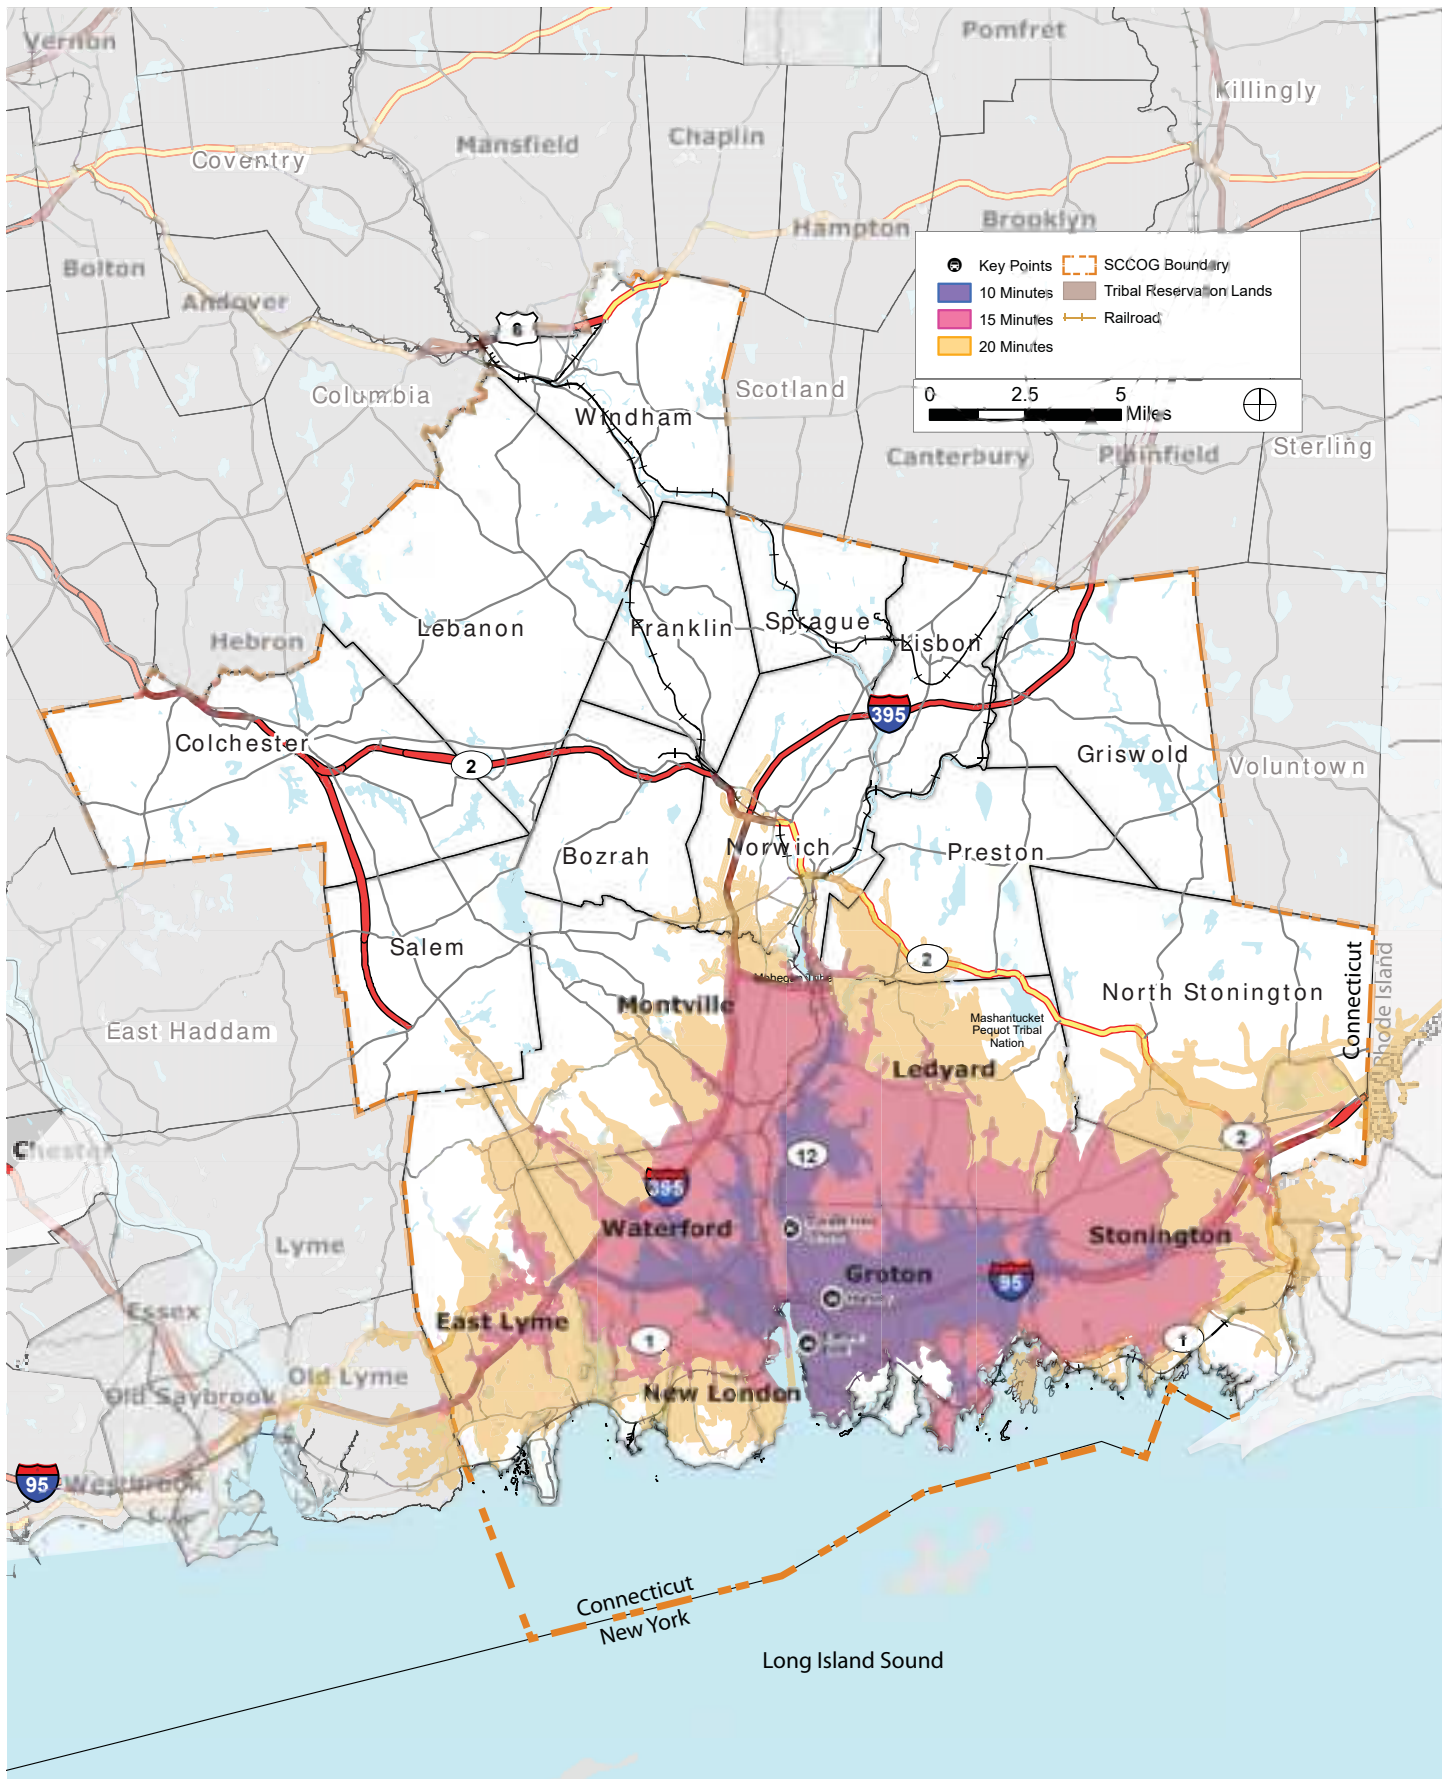 Vernon
Pomfret
Killingly
Coventry
Mansfield
Chaplin
Hampton
Brooklyn
Bolton
Andover
Key Points
10 Minutes
15 Minutes
20 Minutes
SCCOG Boundary
Tribal Reservation Lands
Railroad
0 2.5 5
Miles
6
Columbia
Windham
Scotland
Canterbury
Plainfield
Sterling
Lebanon
Franklin
Sprague
Lisbon
Hebron
395
Colchester
2
Griswold
Voluntown
Bozrah
Norwich
Preston
Salem
2
Mohegan Tribe
Montville
North Stonington
Connecticut
Rhode Island
East Haddam
Mashantucket
Pequot Tribal
Nation
Ledyard
Chester
12
2
395
Waterford
Stonington
Lyme
Groton
95
Essex
East Lyme
1
1
Old Lyme
Old Saybrook
New London
95
Westbrook
Connecticut
New York
Long Island Sound